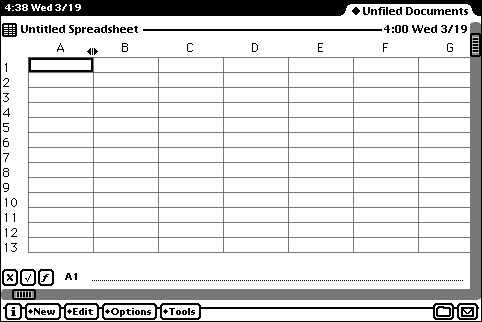 4:38 Wed 3/19
◆Unfiled Documents
Untitled Spreadsheet 4:00 Wed 3/19
A B C D E F G
1
2
3
4
5
6
7
8
9
10
11
12
13
X √ ƒ A1
i ◆New ◆Edit ◆Options ◆Tools